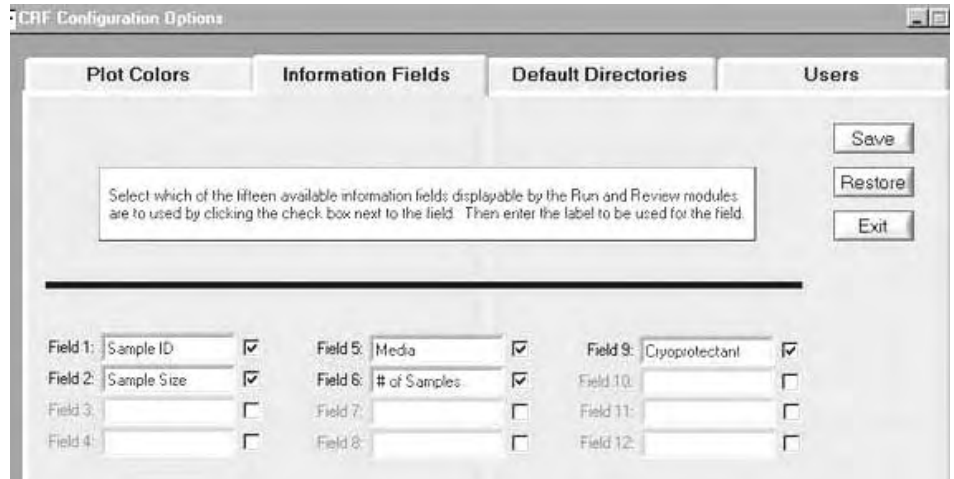 CRF Configuration Options
Plot Colors Information Fields Default Directories Users
Save
Restore
Exit
Select which of the fifteen available information fields displayable by the Run and Review modules
are to used by clicking the check box next to the field. Then enter the label to be used for the field.
Field 1: Sample ID Field 5: Media Field 9: Cryoprotectant
Field 2: Sample Size Field 6: # of Samples Field 10:
Field 3: Field 7: Field 11:
Field 4: Field 8: Field 12: